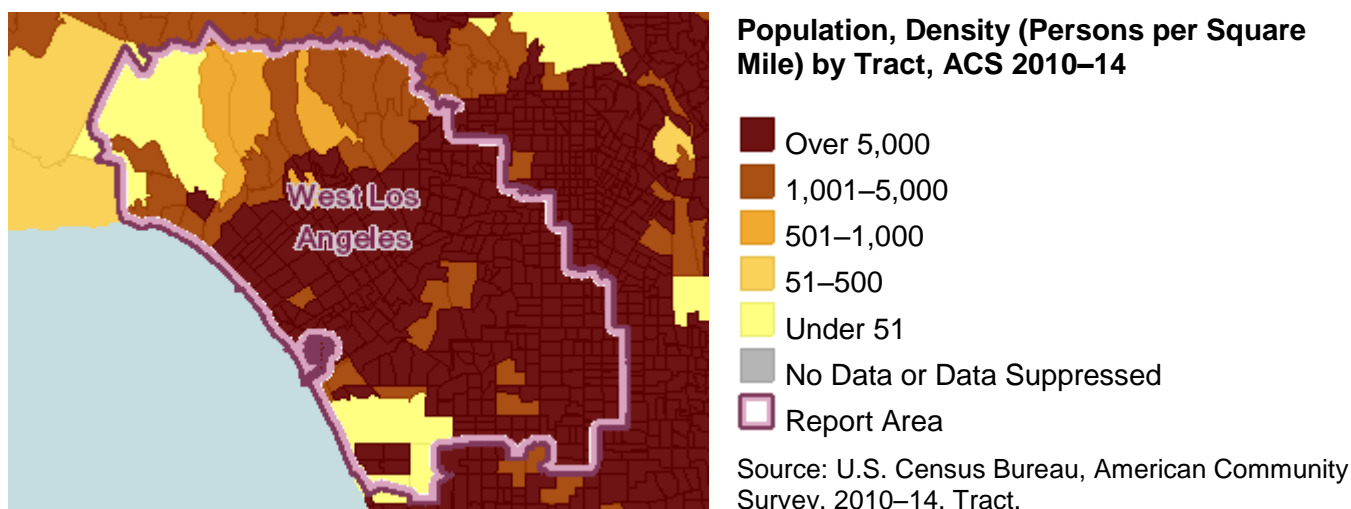 West Los
Angeles
Population, Density (Persons per Square
Mile) by Tract, ACS 2010–14
Over 5,000
1,001–5,000
501–1,000
51–500
Under 51
No Data or Data Suppressed
Report Area
Source: U.S. Census Bureau, American Community
Survey, 2010–14, Tract.